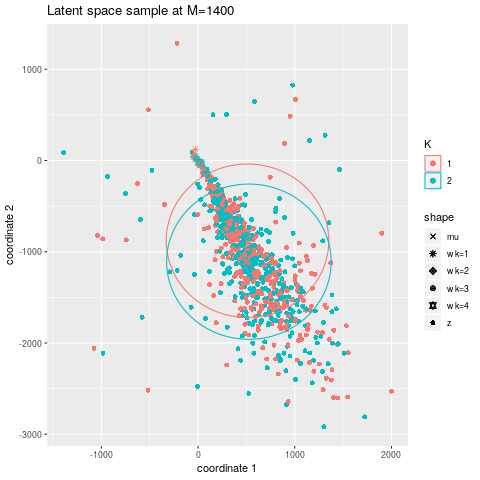 Latent space sample at M=1400
1000
0
-1000
-2000
-3000
coordinate 2
-1000
0
1000
2000
coordinate 1
K
1
2
shape
mu
w k=1
w k=2
w k=3
w k=4
z